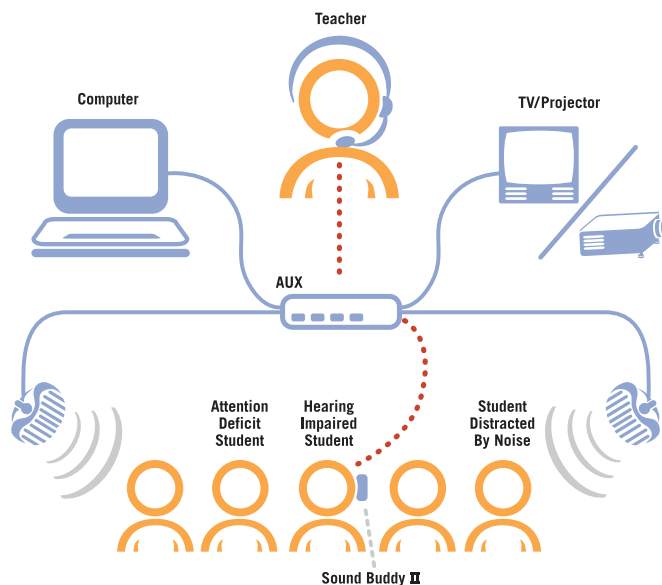 Teacher
Computer
TV/Projector
AUX
Attention
Deficit
Student
Hearing
Impaired
Student
Student
Distracted
By Noise
Sound Buddy II